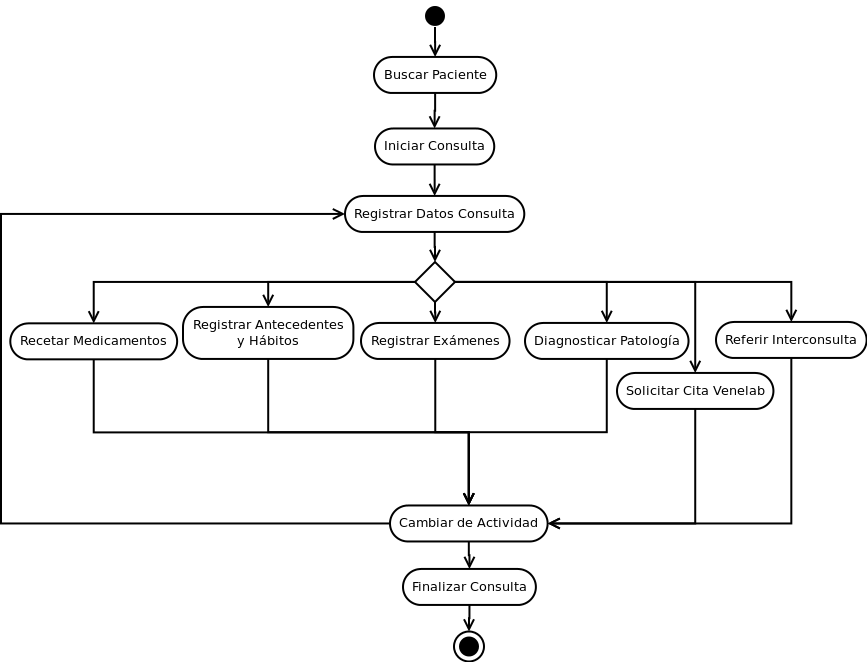 Buscar Paciente
Iniciar Consulta
Registrar Datos Consulta
Recetar Medicamentos
Registrar Antecedentes
y Hábitos
Registrar Exámenes
Diagnosticar Patología
Referir Interconsulta
Solicitar Cita Venelab
Cambiar de Actividad
Finalizar Consulta